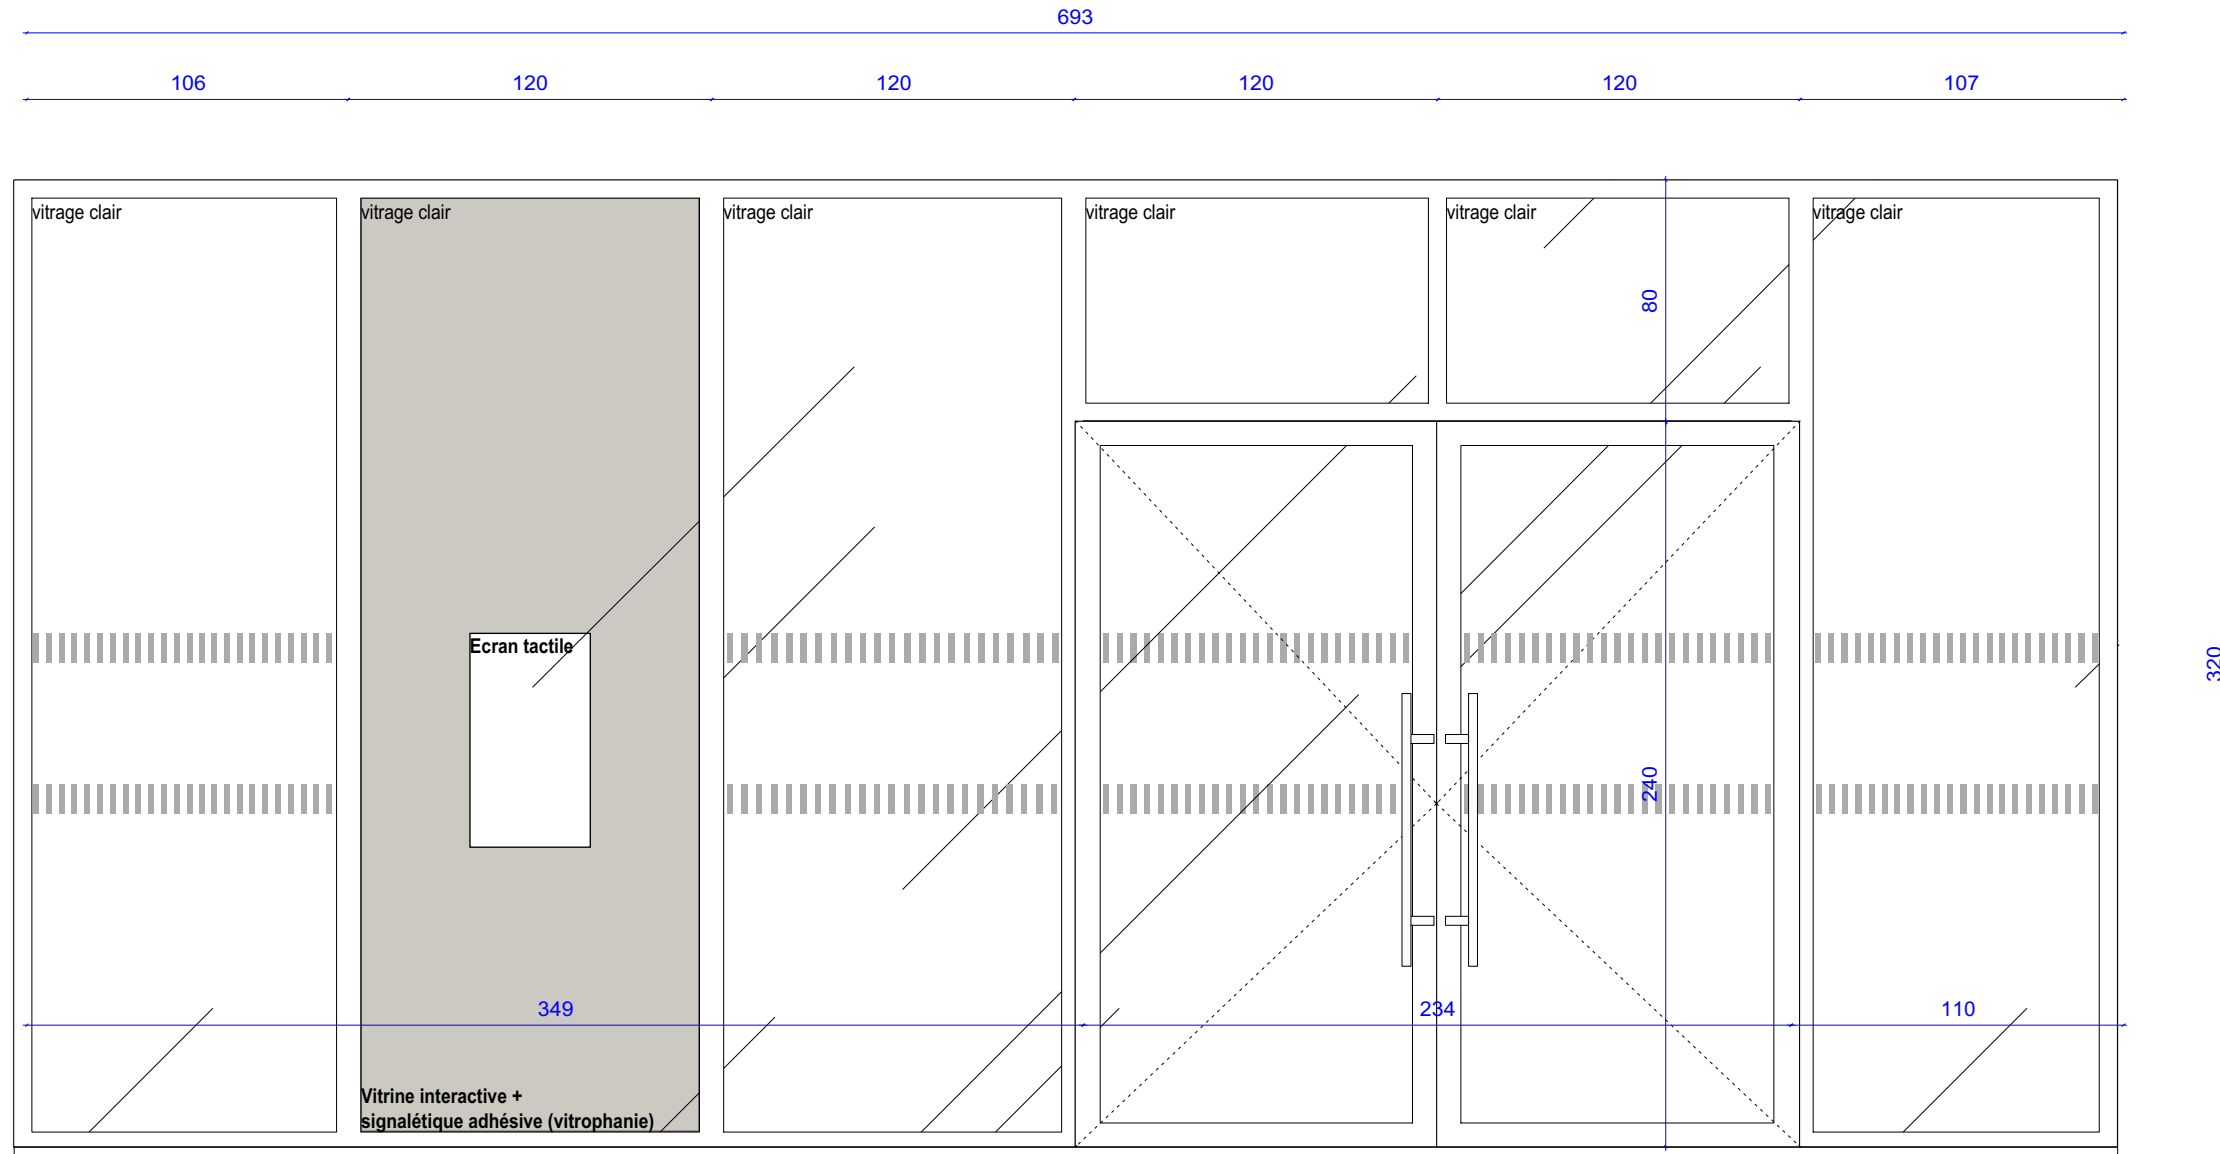 693
106
120
120
120
120
107
vitrage clair
vitrage clair
vitrage clair
vitrage clair
vitrage clair
vitrage clair
80
Ecran tactile
320
240
349
234
110
Vitrine interactive +
signalétique adhésive (vitrophanie)